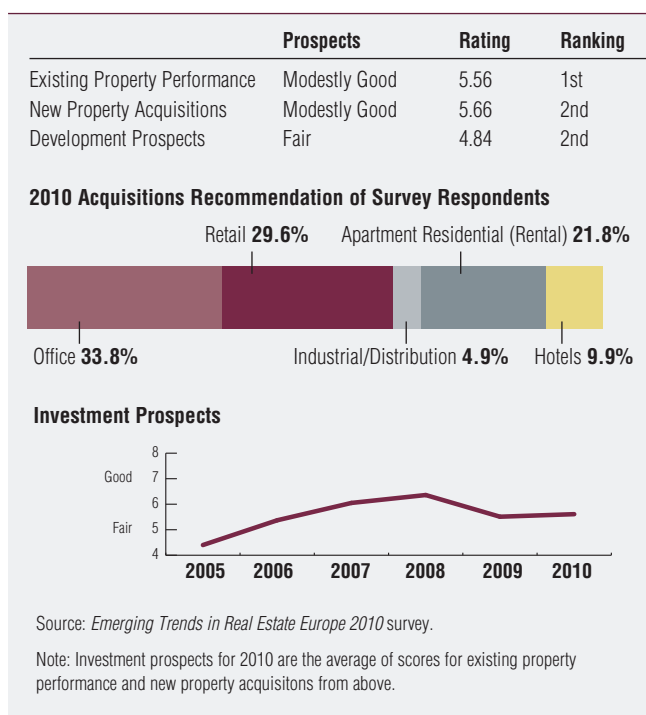 Prospects Rating Ranking
Existing Property Performance Modestly Good 5.56 1st
New Property Acquisitions Modestly Good 5.66 2nd
Development Prospects Fair 4.84 2nd
2010 Acquisitions Recommendation of Survey Respondents
Retail 29.6% Apartment Residential (Rental) 21.8%
Office 33.8% Industrial/Distribution 4.9% Hotels 9.9%
Investment Prospects
8
Good 7
6
Fair 5
4
2005 2006 2007 2008 2009 2010
Source: Emerging Trends in Real Estate Europe 2010 survey.
Note: Investment prospects for 2010 are the average of scores for existing property
performance and new property acquisitons from above.